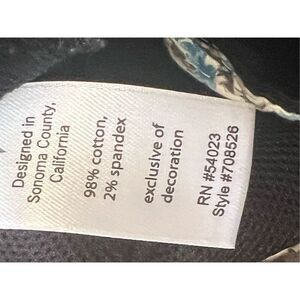 Designed in
Sonoma County,
California
98% cotton,
2% spandex
exclusive of
decoration
RN #54023
Style #708526